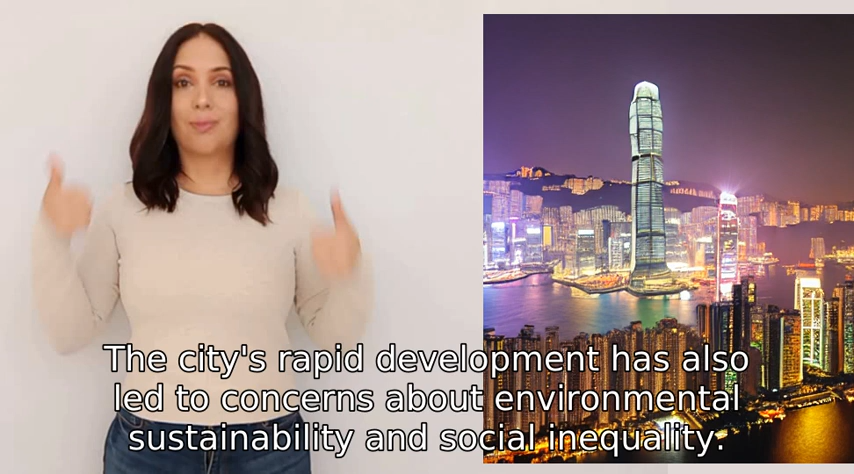 The city's rapid development has also
led to concerns about environmental
sustainability and social inequality.